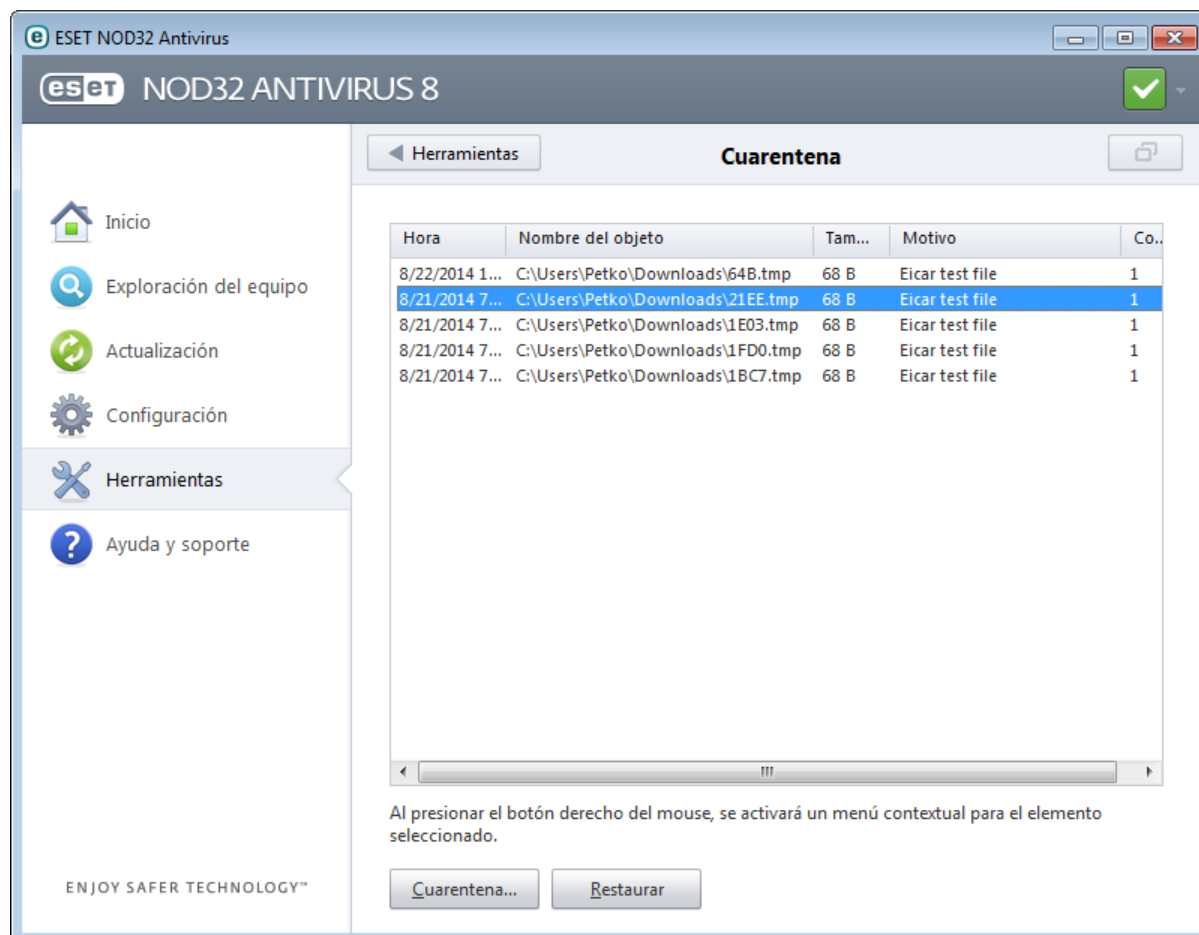 ESET NOD32 Antivirus
eset NOD32 ANTIVIRUS 8
Herramientas
Cuarentena
Inicio
Exploración del equipo
Actualización
Configuración
Herramientas
Ayuda y soporte
Hora Nombre del objeto Tam... Motivo Co..
8/22/2014 1... C:\Users\Petko\Downloads\64B.tmp 68 B Eicar test file 1
8/21/2014 7... C:\Users\Petko\Downloads\21EE.tmp 68 B Eicar test file 1
8/21/2014 7... C:\Users\Petko\Downloads\1E03.tmp 68 B Eicar test file 1
8/21/2014 7... C:\Users\Petko\Downloads\1FD0.tmp 68 B Eicar test file 1
8/21/2014 7... C:\Users\Petko\Downloads\1BC7.tmp 68 B Eicar test file 1
Al presionar el botón derecho del mouse, se activará un menú contextual para el elemento
seleccionado.
Cuarentena... Restaurar
ENJOY SAFER TECHNOLOGY™